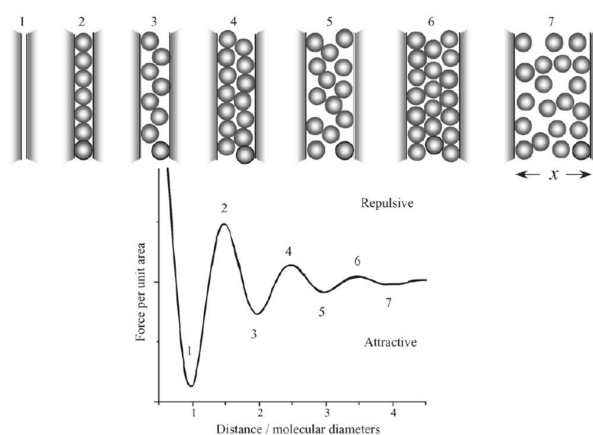 1 2 3 4 5 6 7
x
Repulsive
2
4
6
1
3
5
7
Attractive
Force per unit area
1 2 3 4
Distance / molecular diameters